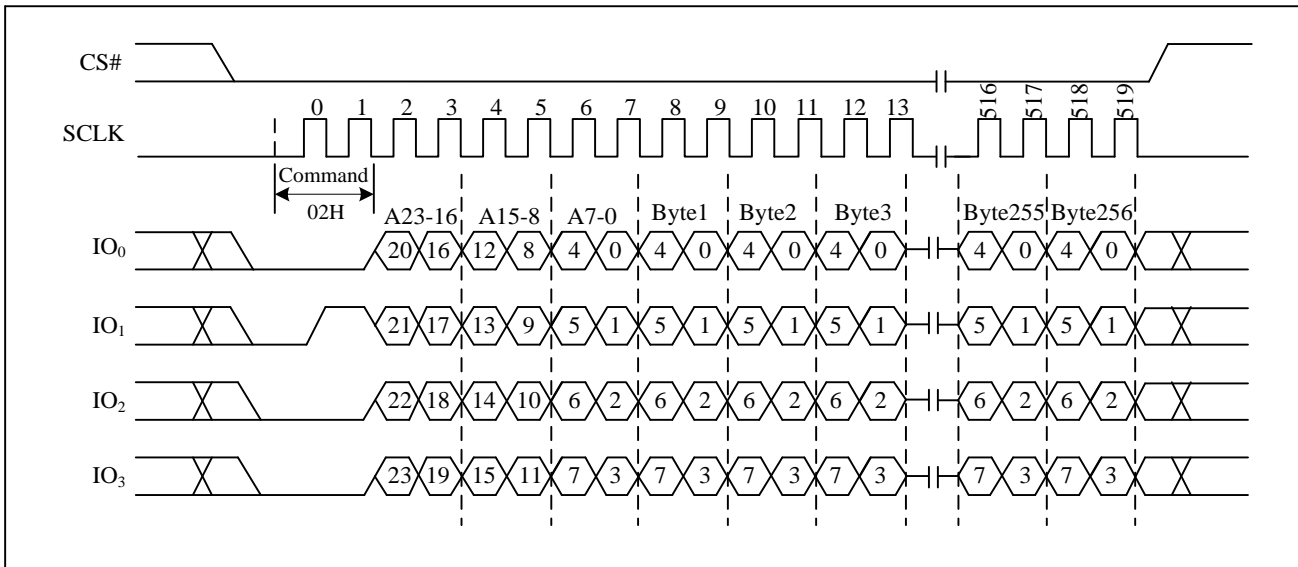 CS#
0 1 2 3 4 5 6 7 8 9 10 11 12 13 516 517 518 519
SCLK
Command
02H
A23-16 A15-8 A7-0 Byte1 Byte2 Byte3 Byte255 Byte256
IO0 20 16 12 8 4 0 4 0 4 0 4 0 4 0 4 0
IO1 21 17 13 9 5 1 5 1 5 1 5 1 5 1 5 1
IO2 22 18 14 10 6 2 6 2 6 2 6 2 6 2 6 2
IO3 23 19 15 11 7 3 7 3 7 3 7 3 7 3 7 3